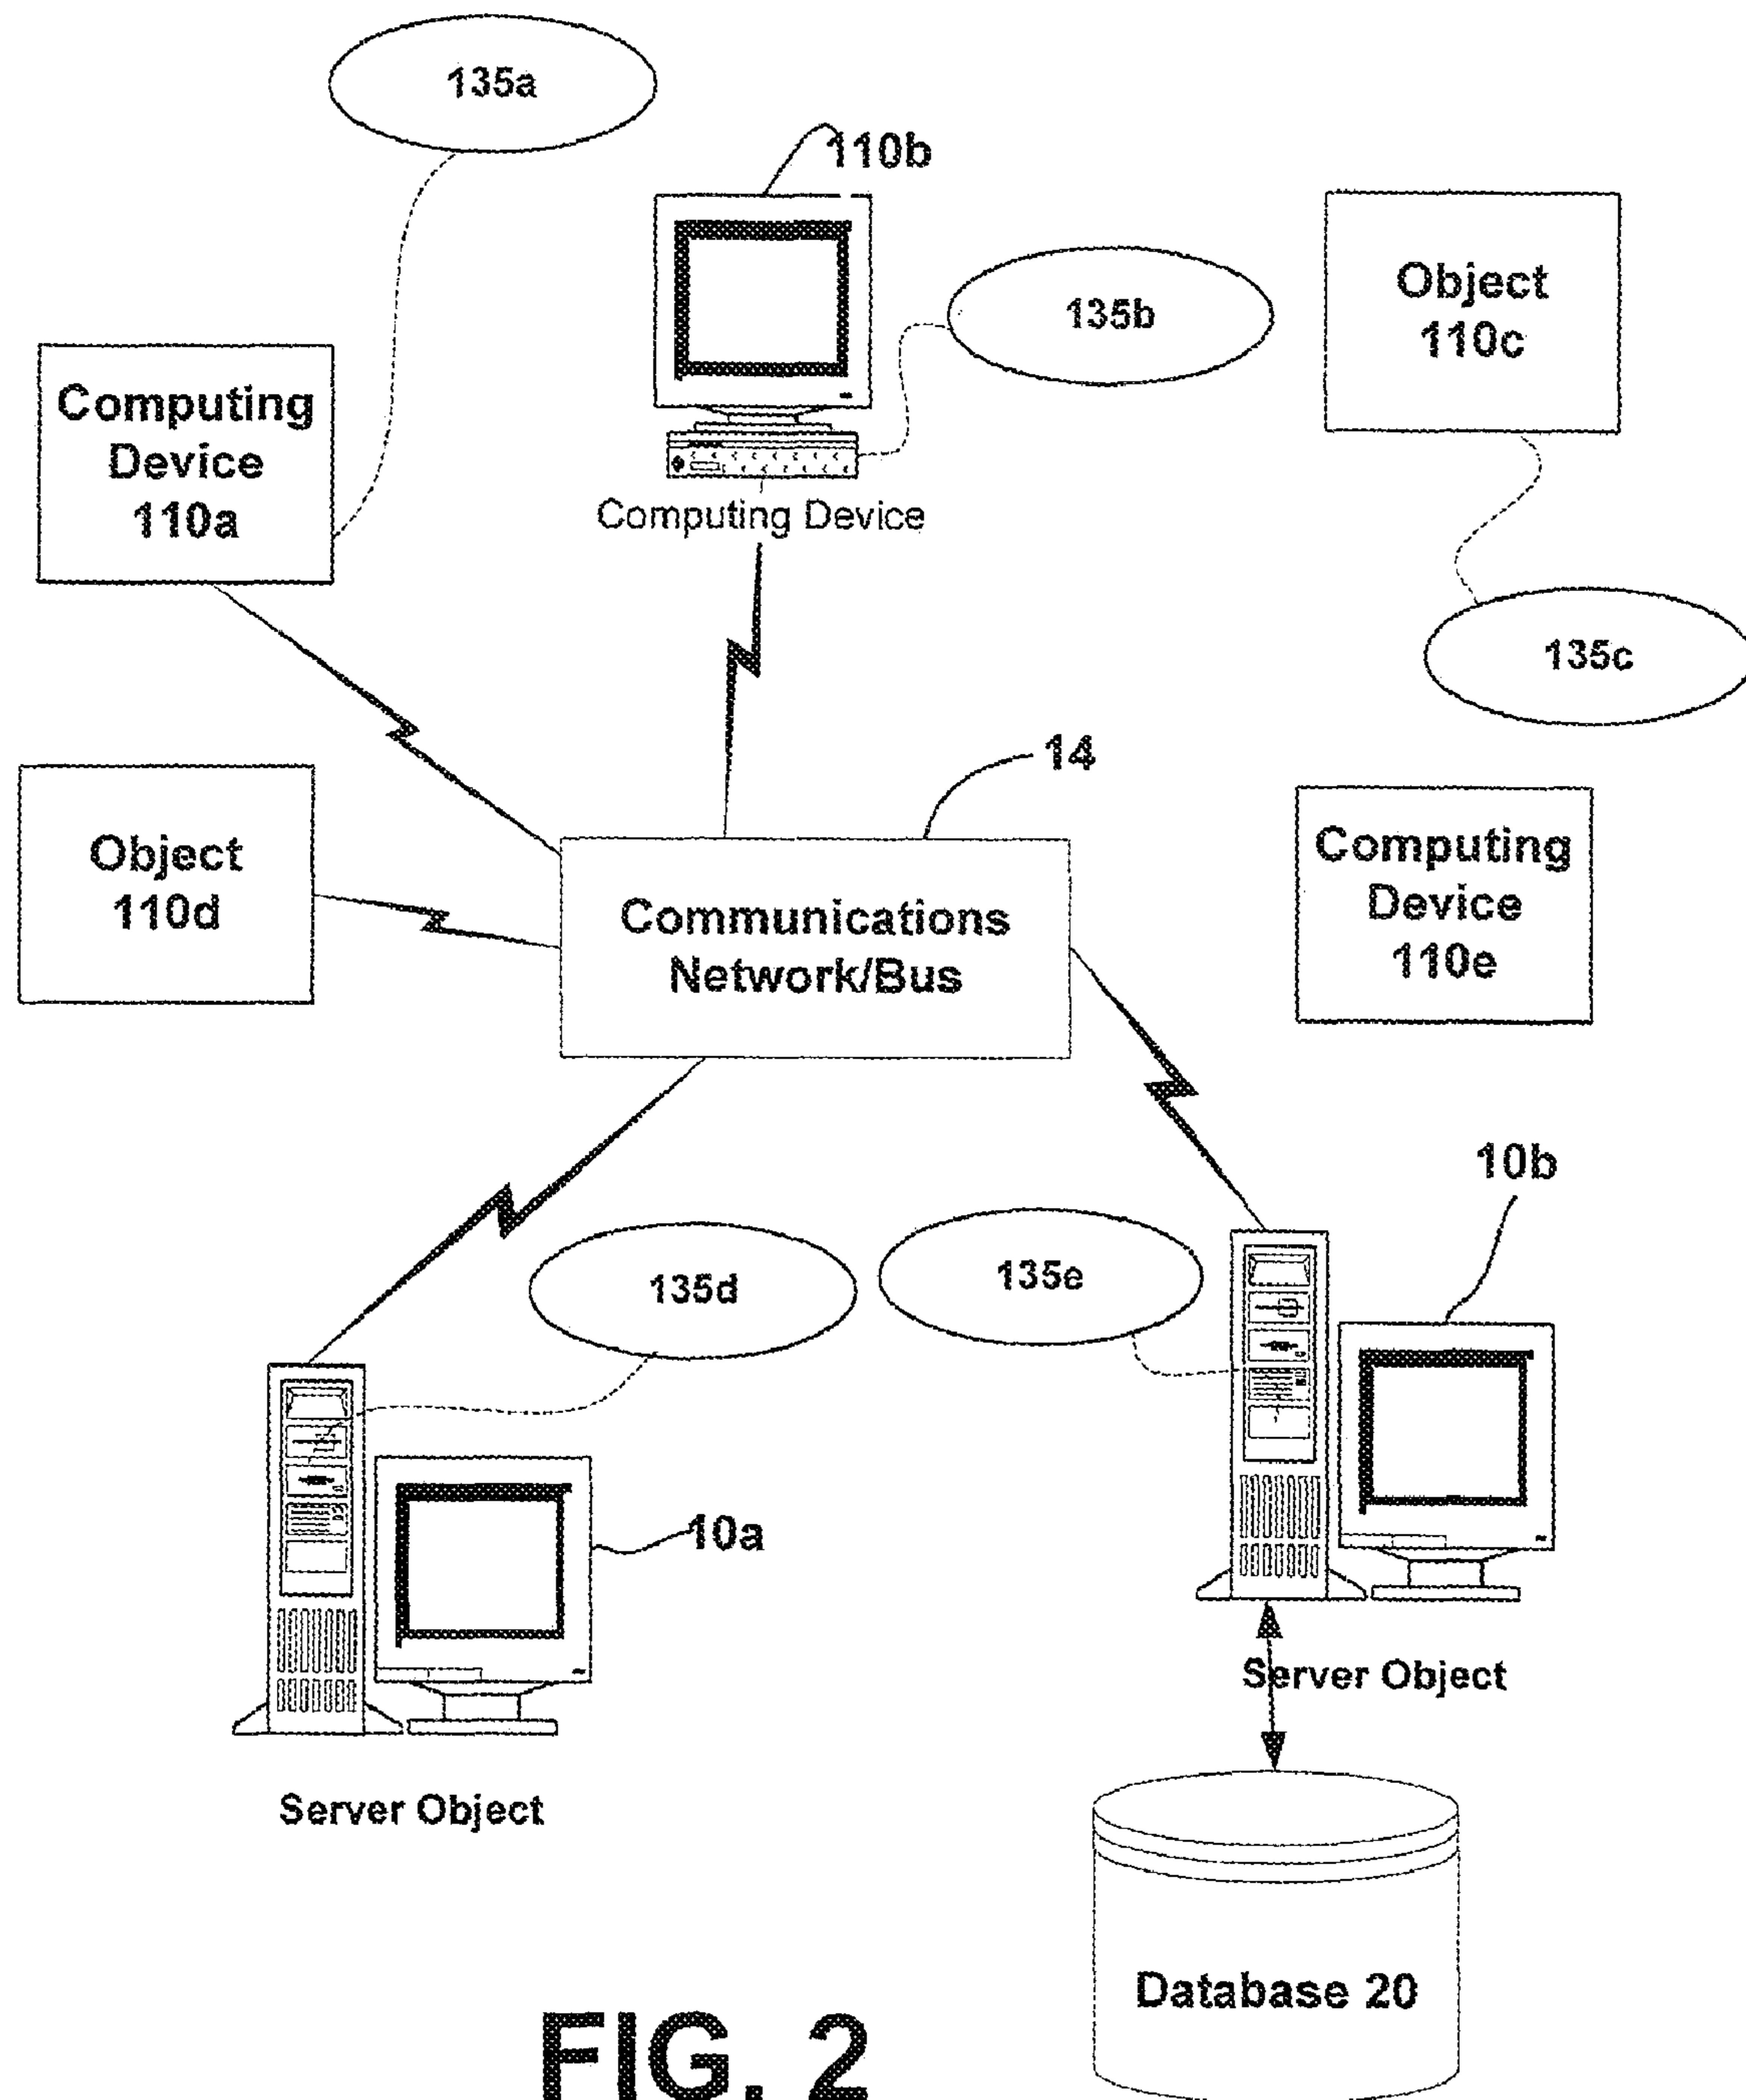 135a
110b
135b
Object
110c
Computing
Device
110a
Computing Device
135c
14
Object
110d
Communications
Network/Bus
Computing
Device
110e
10b
135d
135e
10a
Server Object
Server Object
Database 20
FIG. 2